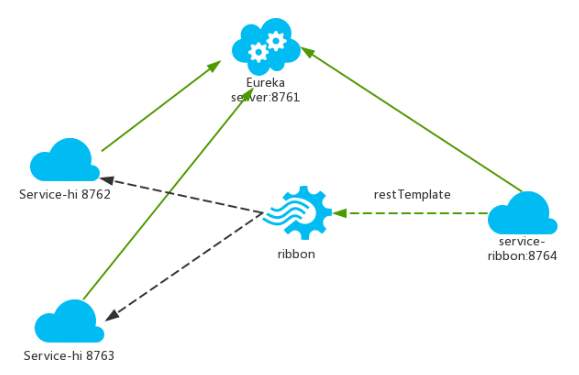 Eureka
server:8761
Service-hi 8762
restTemplate
ribbon
service-
ribbon:8764
Service-hi 8763